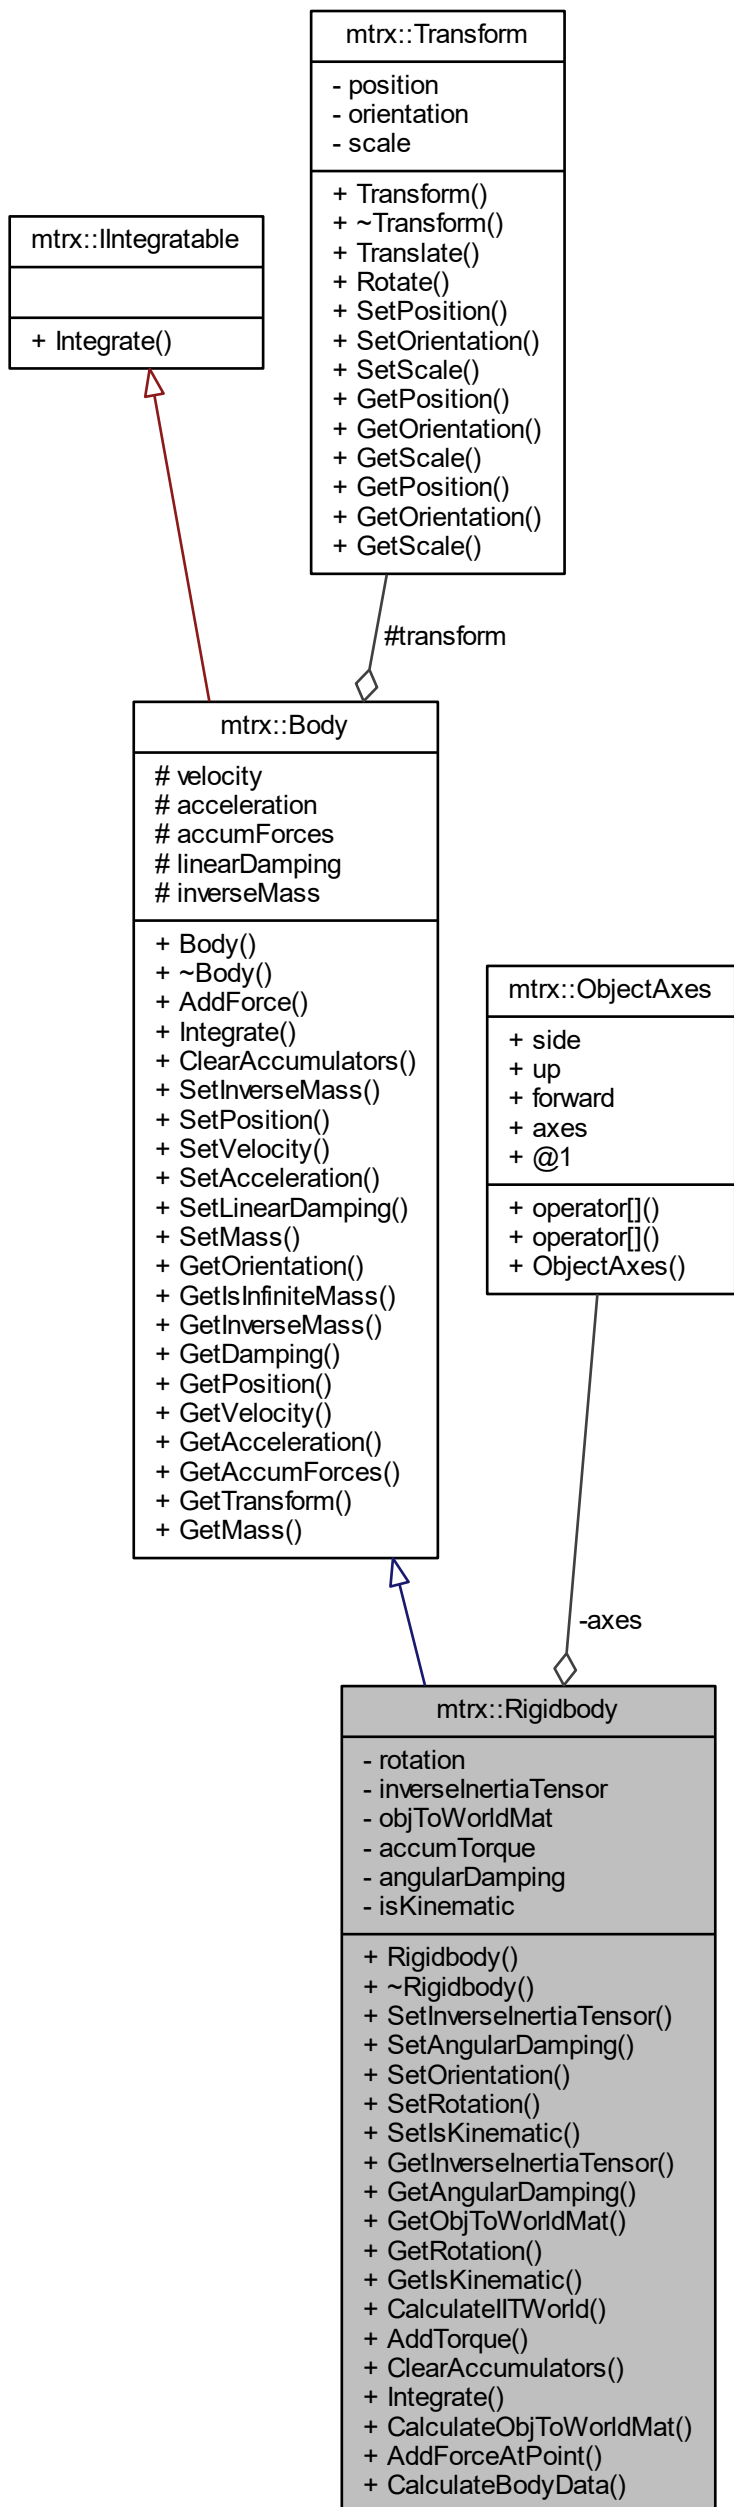 mtrx::Transform
- position
- orientation
- scale
+ Transform()
+ ~Transform()
+ Translate()
+ Rotate()
+ SetPosition()
+ SetOrientation()
+ SetScale()
+ GetPosition()
+ GetOrientation()
+ GetScale()
+ GetPosition()
+ GetOrientation()
+ GetScale()
mtrx::IIntegratable
+ Integrate()
#transform
mtrx::Body
# velocity
# acceleration
# accumForces
# linearDamping
# inverseMass
+ Body()
+ ~Body()
+ AddForce()
+ Integrate()
+ ClearAccumulators()
+ SetInverseMass()
+ SetPosition()
+ SetVelocity()
+ SetAcceleration()
+ SetLinearDamping()
+ SetMass()
+ GetOrientation()
+ GetIsInfiniteMass()
+ GetInverseMass()
+ GetDamping()
+ GetPosition()
+ GetVelocity()
+ GetAcceleration()
+ GetAccumForces()
+ GetTransform()
+ GetMass()
mtrx::ObjectAxes
+ side
+ up
+ forward
+ axes
+ @1
+ operator[]()
+ operator[]()
+ ObjectAxes()
-axes
mtrx::Rigidbody
- rotation
- inverseInertiaTensor
- objToWorldMat
- accumTorque
- angularDamping
- isKinematic
+ Rigidbody()
+ ~Rigidbody()
+ SetInverseInertiaTensor()
+ SetAngularDamping()
+ SetOrientation()
+ SetRotation()
+ SetIsKinematic()
+ GetInverseInertiaTensor()
+ GetAngularDamping()
+ GetObjToWorldMat()
+ GetRotation()
+ GetIsKinematic()
+ CalculateIITWorld()
+ AddTorque()
+ ClearAccumulators()
+ Integrate()
+ CalculateObjToWorldMat()
+ AddForceAtPoint()
+ CalculateBodyData()